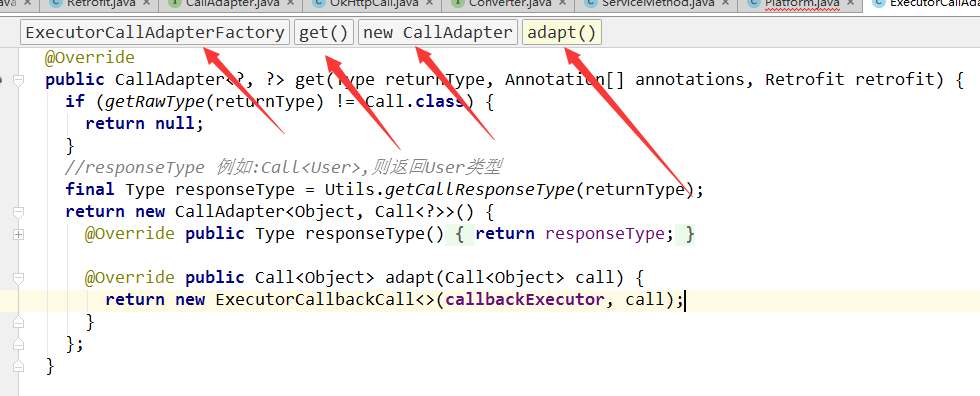 ava
Retrofit.java
CallAdapter.java
OkHttpCall.java
Converter.java
ServiceMethod.java
Platform.java
ExecutorCallAda
ExecutorCallAdapterFactory get() new CallAdapter adapt()
@Override
public CallAdapter<?, ?> get(Type returnType, Annotation[] annotations, Retrofit retrofit) {
if (getRawType(returnType) != Call.class) {
return null;
}
//responseType 例如:Call<User>,则返回User类型
final Type responseType = Utils.getCallResponseType(returnType);
return new CallAdapter<Object, Call<?>>() {
@Override public Type responseType() { return responseType; }
@Override public Call<Object> adapt(Call<Object> call) {
return new ExecutorCallbackCall<>(callbackExecutor, call);
}
};
}